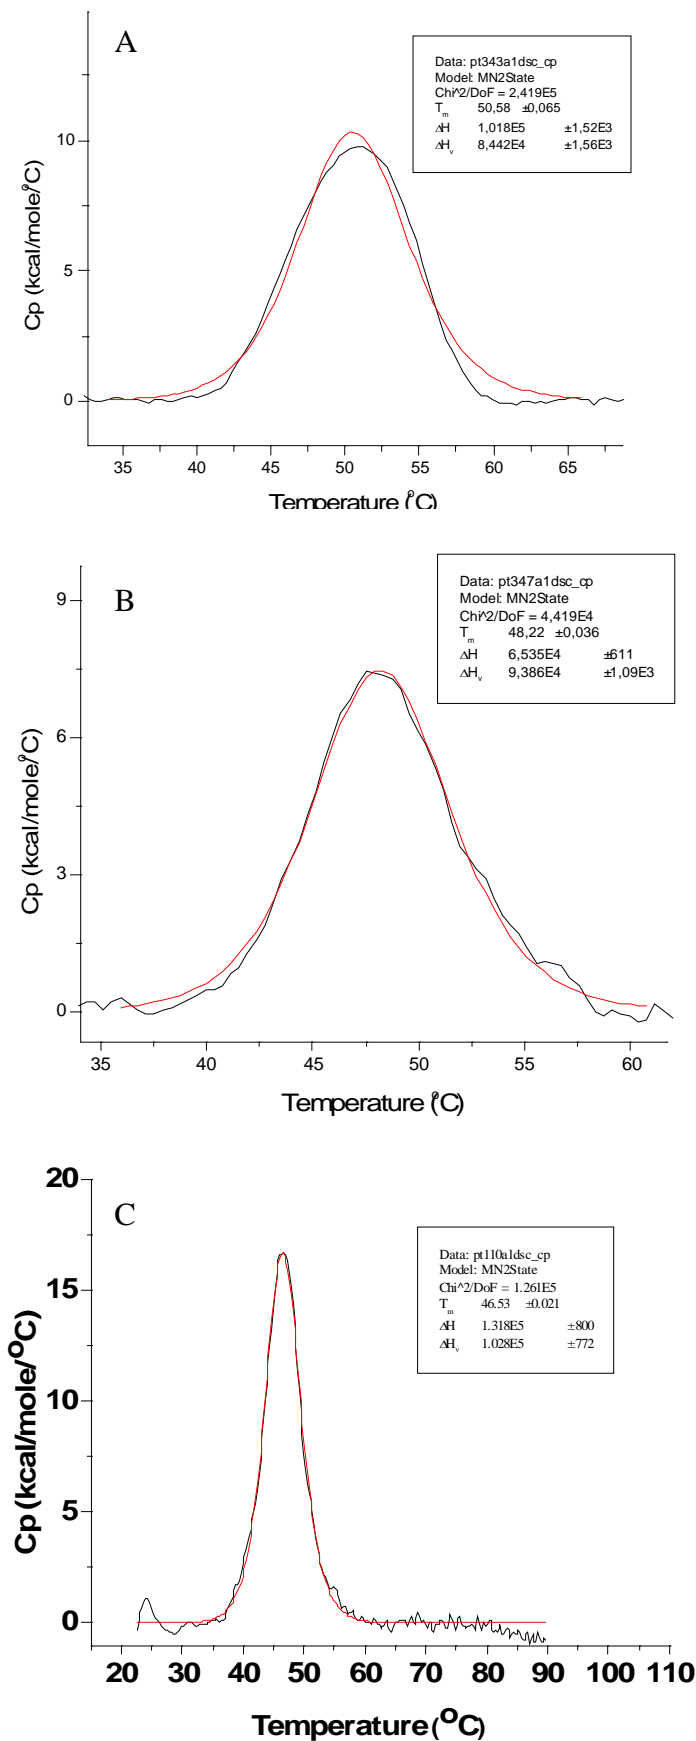 A
Data: pt343a1dsc_cp
Model: MN2State
Chi^2/DoF = 2,419E5
Tm 50,58 ±0,065
ΔH 1,018E5 ±1,52E3
ΔHv 8,442E4 ±1,56E3
10
5
0
Cp (kcal/mole/°C)
35 40 45 50 55 60 65
Temperature (°C)
B
Data: pt347a1dsc_cp
Model: MN2State
Chi^2/DoF = 4,419E4
Tm 48,22 ±0,036
ΔH 6,535E4 ±611
ΔHv 9,386E4 ±1,09E3
9
6
3
0
Cp (kcal/mole/°C)
35 40 45 50 55 60
Temperature (°C)
C
Data: pt110a1dsc_cp
Model: MN2State
Chi^2/DoF = 1.261E5
Tm 46.53 ±0.021
ΔH 1.318E5 ±800
ΔHv 1.028E5 ±772
20
15
10
5
0
Cp (kcal/mole/°C)
20 30 40 50 60 70 80 90 100 110
Temperature (°C)